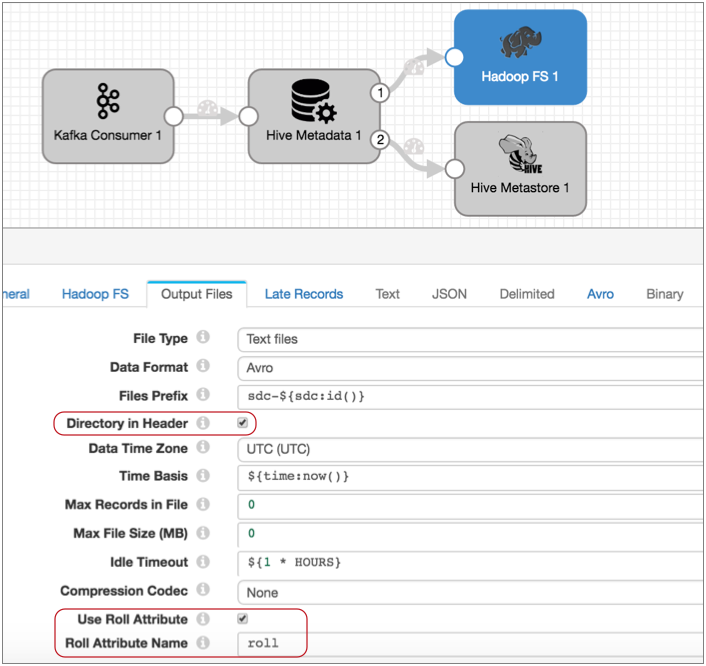 1
Hadoop FS 1
Kafka Consumer 1
Hive Metadata 1
2
HIVE
Hive Metastore 1
neral Hadoop FS Output Files Late Records Text JSON Delimited Avro Binary
File Type Text files
Data Format Avro
Files Prefix sdc-${sdc:id()}
Directory in Header
Data Time Zone UTC (UTC)
Time Basis ${time:now()}
Max Records in File 0
Max File Size (MB) 0
Idle Timeout ${1 * HOURS}
Compression Codec None
Use Roll Attribute
Roll Attribute Name roll